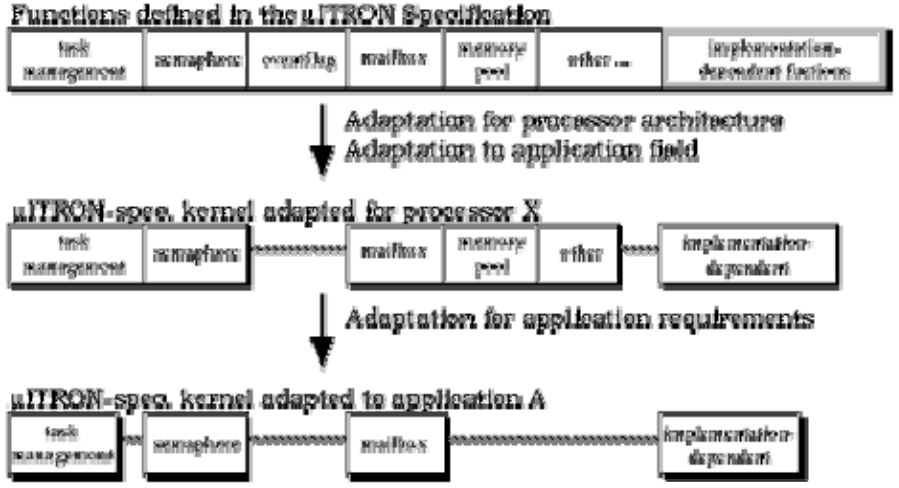 Functions defined in the µITRON Specification
task management
semaphore
eventflag
mailbox
memory pool
other ...
implementation-
dependent fuctions
Adaptation for processor architecture
Adaptation to application field
µITRON-spec. kernel adapted for processor X
task management
semaphore
mailbox
memory pool
other
implementation-
dependent
Adaptation for application requirements
µITRON-spec. kernel adapted to application A
task management
semaphore
mailbox
implementation-
dependent